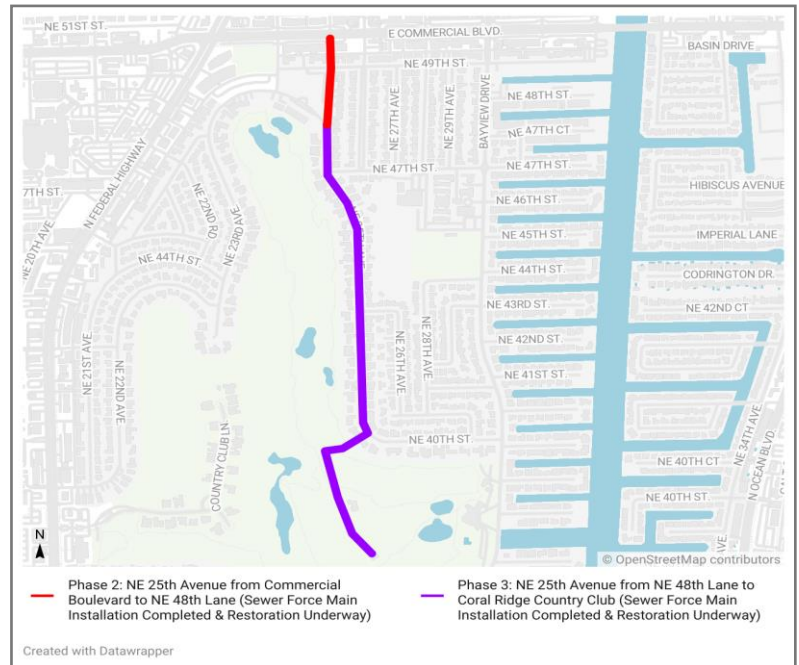 NE 51ST ST.
E COMMERCIAL BLVD.
BASIN DRIVE
NE 49TH ST.
NE 27TH AVE.
NE 29TH AVE.
BAYVIEW DRIVE
NE 48TH ST.
NE 47TH CT
N FEDERAL HIGHWAY
NE 47TH ST.
NE 47TH ST.
7TH ST.
HIBISCUS AVENUE
NE 22ND RD
NE 23RD AVE.
NE 46TH ST.
NE 20TH AVE.
NE 45TH ST.
IMPERIAL LANE
NE 44TH ST
NE 44TH ST.
CODRINGTON DR.
NE 43RD ST.
NE 42ND CT
NE 26TH AVE
NE 28TH AVE.
NE 42ND ST.
NE 21ST AVE.
NE 22ND AVE
NE 41ST ST.
COUNTRY CLUB LN.
NE 40TH ST.
NE 34TH AVE.
N OCEAN BLVD.
NE 40TH CT
NE 40TH ST.
N
© OpenStreetMap contributors
Phase 2: NE 25th Avenue from Commercial
Boulevard to NE 48th Lane (Sewer Force Main
Installation Completed & Restoration Underway)
Phase 3: NE 25th Avenue from NE 48th Lane to
Coral Ridge Country Club (Sewer Force Main
Installation Completed & Restoration Underway)
Created with Datawrapper